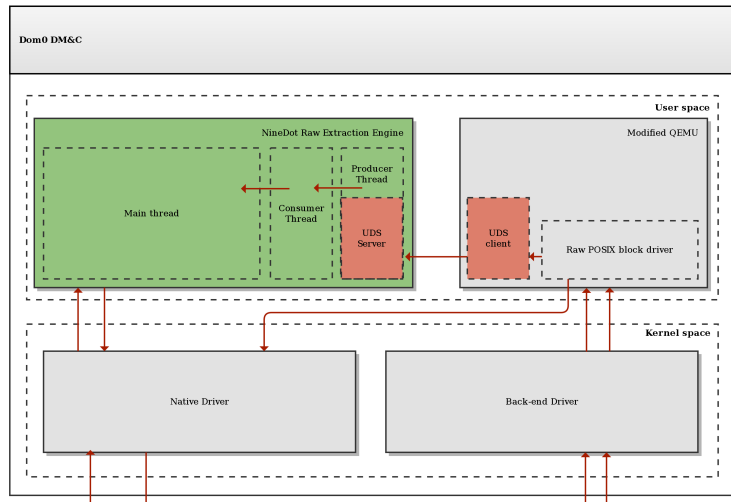 Dom0 DM&C
User space
NineDot Raw Extraction Engine
Modified QEMU
Main thread
Consumer
Thread
Producer
Thread
UDS
Server
UDS
client
Raw POSIX block driver
Kernel space
Native Driver
Back-end Driver